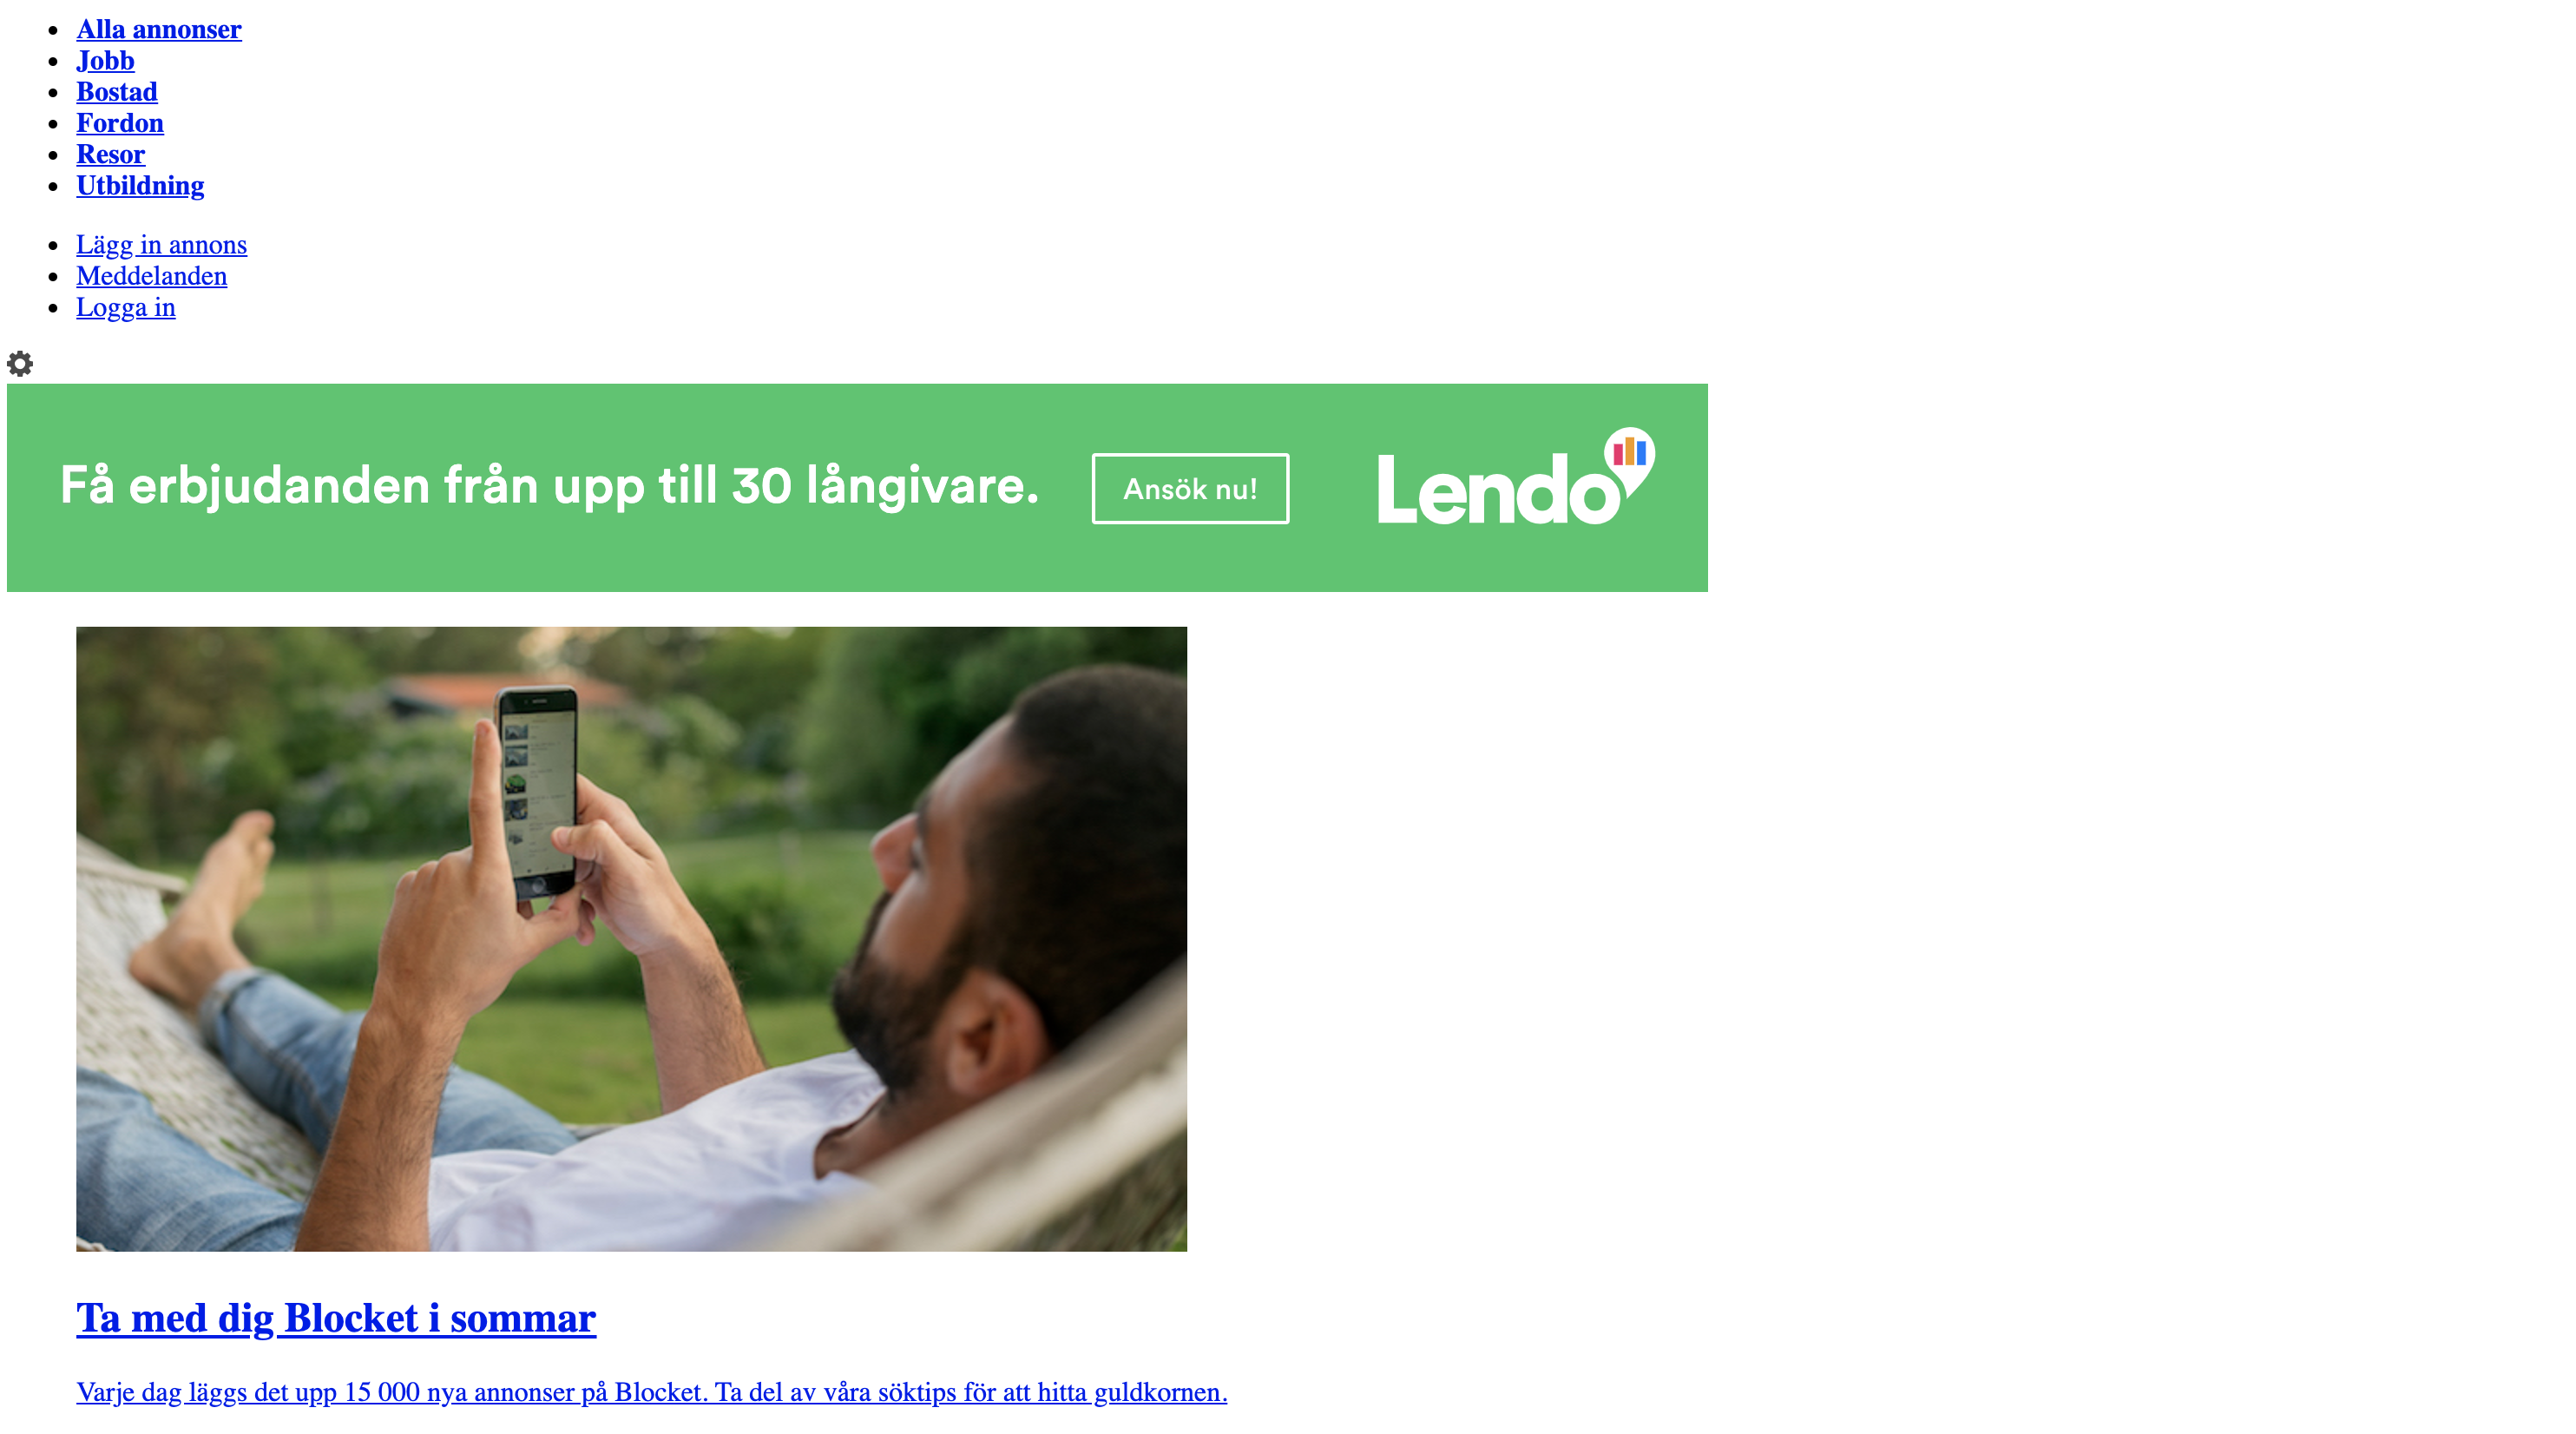 Alla annonser
Jobb
Bostad
Fordon
Resor
Utbildning
Lägg in annons
Meddelanden
Logga in
Få erbjudanden från upp till 30 långivare.
Ansök nu!
Lendo
Ta med dig Blocket i sommar
Varje dag läggs det upp 15 000 nya annonser på Blocket. Ta del av våra söktips för att hitta guldkornen.